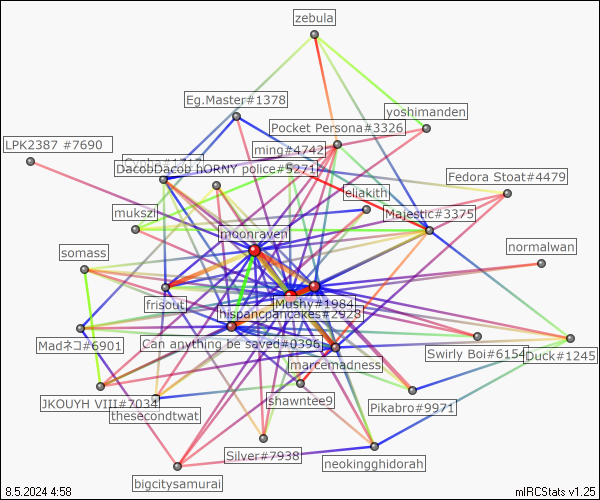 zebula
Eg.Master#1378
yoshimanden
Pocket Persona#3326
LPK2387 #7690
ming#4742
DacobDacob hORNY police#5271
Fedora Stoat#4479
eliakith
mukszi
Majestic#3375
moonraven
normalwan
somass
frisout
Mushy#1984
hispanicpancakes#2928
Madネコ#6901
Can anything be saved#0396
Swirly Boi#6154
Duck#1245
marcemadness
JKOUYH VIII#7034
shawntee9
Pikabro#9971
thesecondtwat
Silver#7938
neokingghidorah
bigcitysamurai
8.5.2024 4:58
mIRCStats v1.25